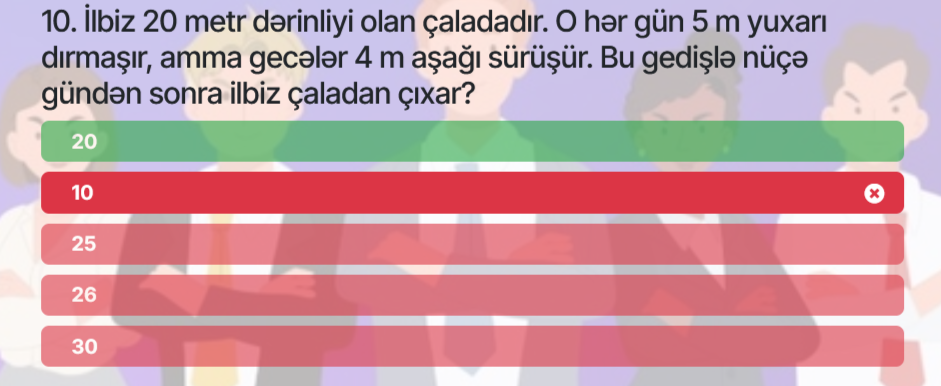 10. İlbiz 20 metr dərinliyi olan çaladadır. O hər gün 5 m yuxarı
dırmaşır, amma gecələr 4 m aşağı sürüşür. Bu gedişlə nüçə
gündən sonra ilbiz çaladan çıxar?
20
10
25
26
30